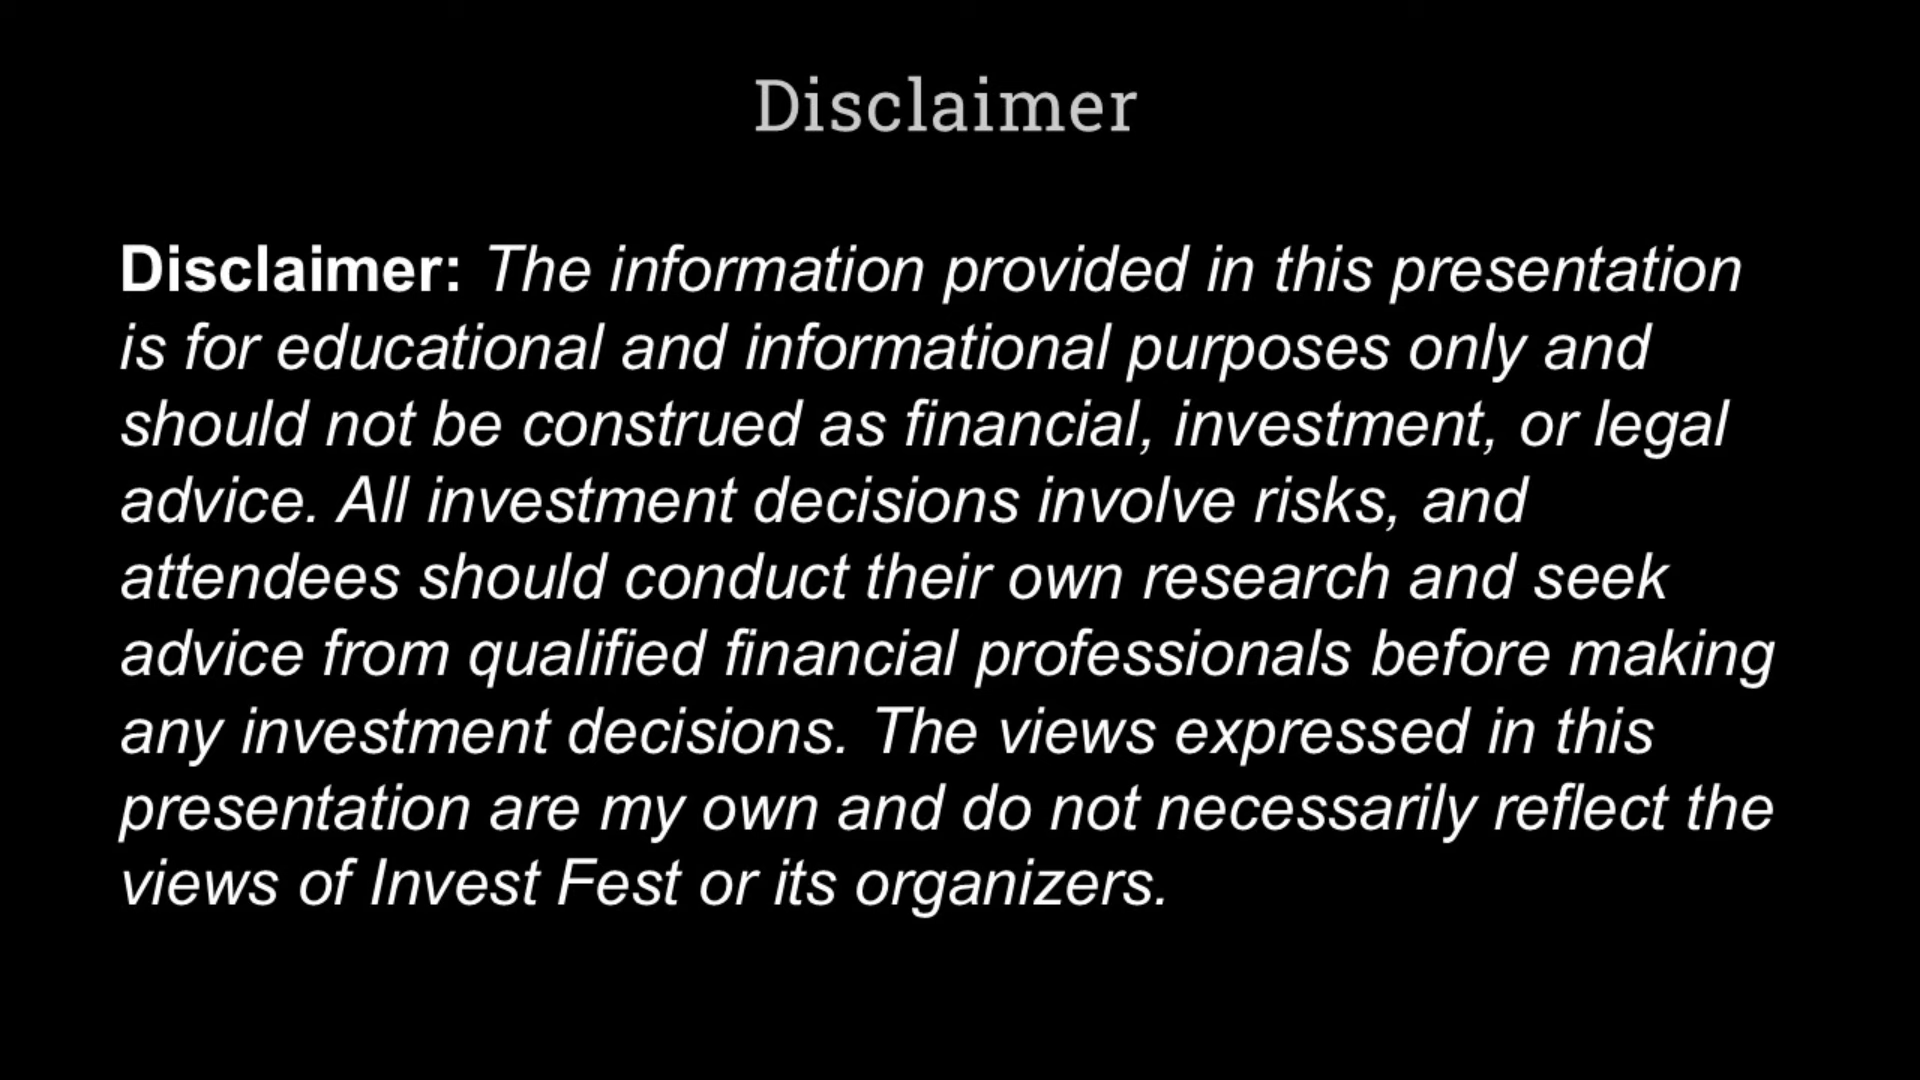 Disclaimer
Disclaimer: The information provided in this presentation
is for educational and informational purposes only and
should not be construed as financial, investment, or legal
advice. All investment decisions involve risks, and
attendees should conduct their own research and seek
advice from qualified financial professionals before making
any investment decisions. The views expressed in this
presentation are my own and do not necessarily reflect the
views of Invest Fest or its organizers.